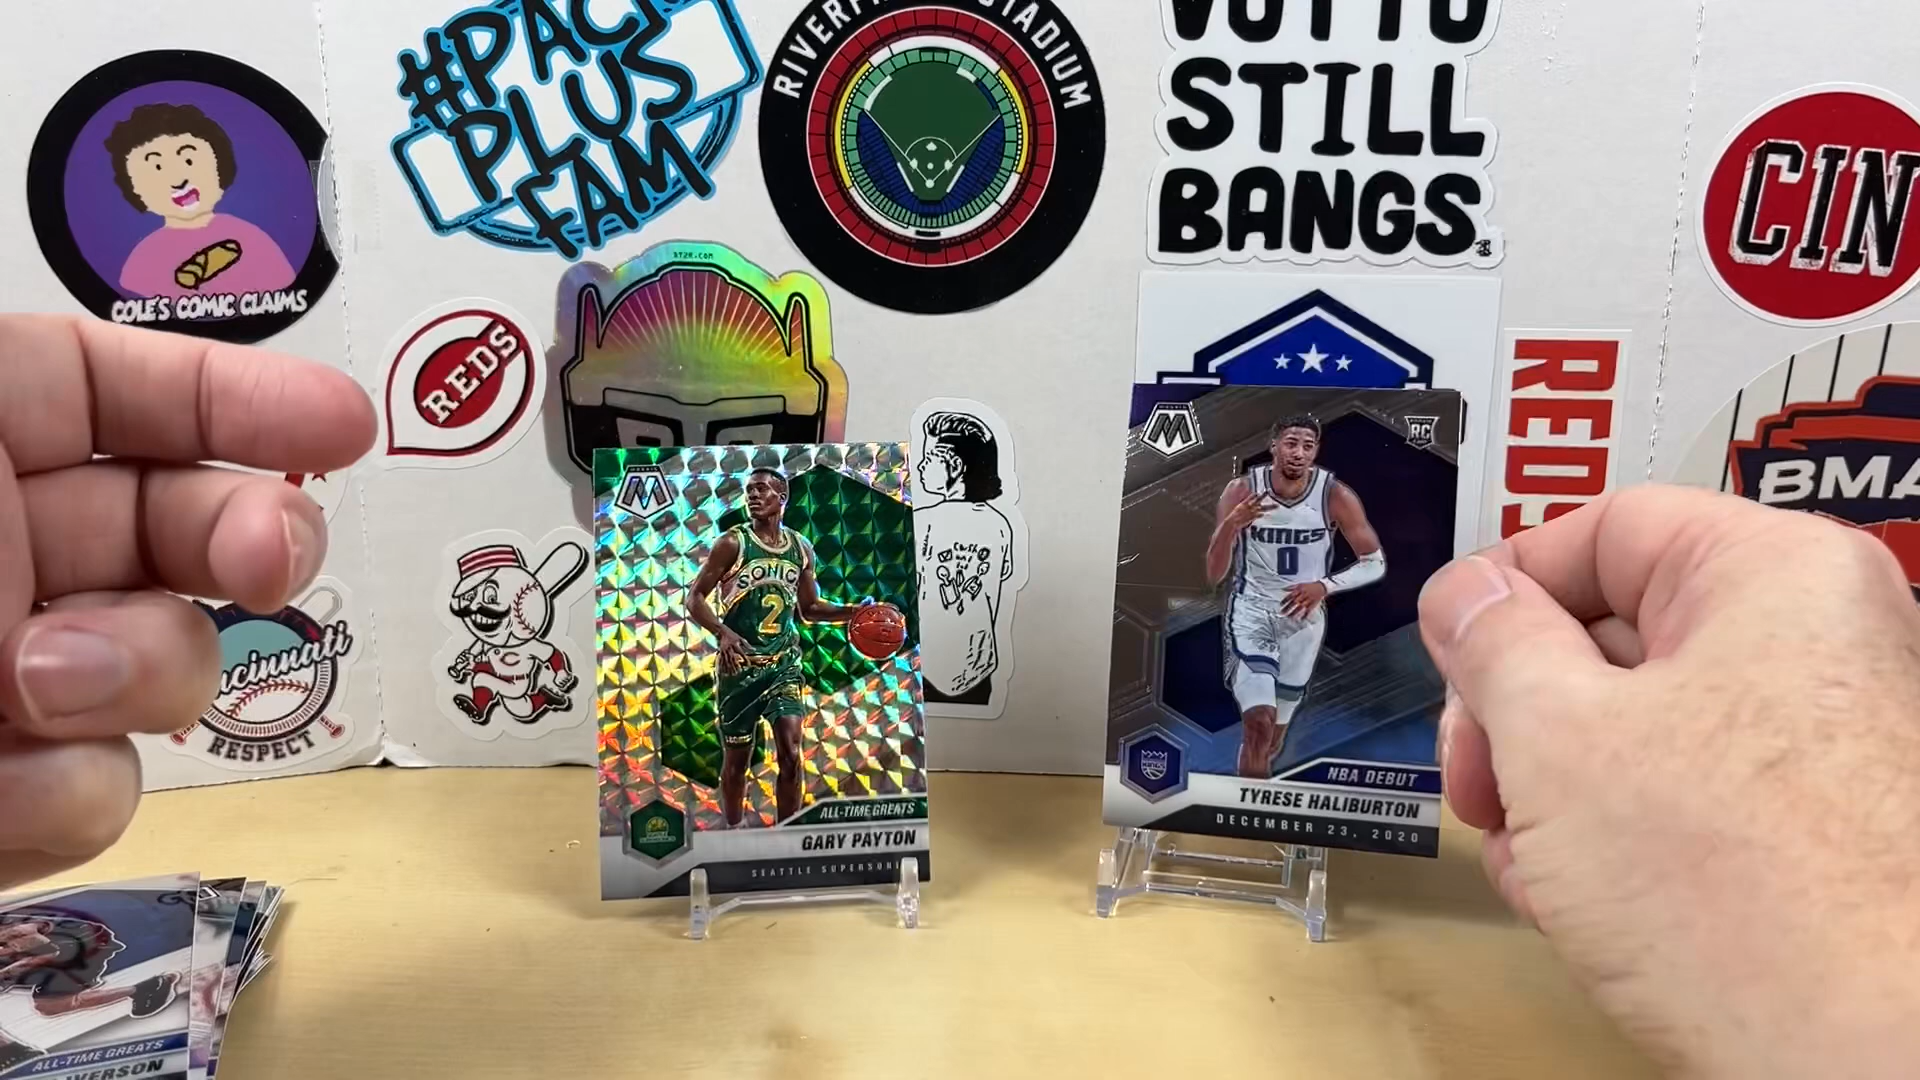 #PACK
PLUS
FAM
RIVERFRONT STADIUM
VOTTO
STILL
BANGS
CIN
COLE'S COMIC CLAIMS
REDS
REDS
BMA
Cincinnati
RESPECT
C
SONICS
2
ALL-TIME GREATS
GARY PAYTON
SEATTLE SUPERSONICS
RC
KINGS
0
KINGS
NBA DEBUT
TYRESE HALIBURTON
DECEMBER 23, 2020
ALL-TIME GREATS
IVERSON